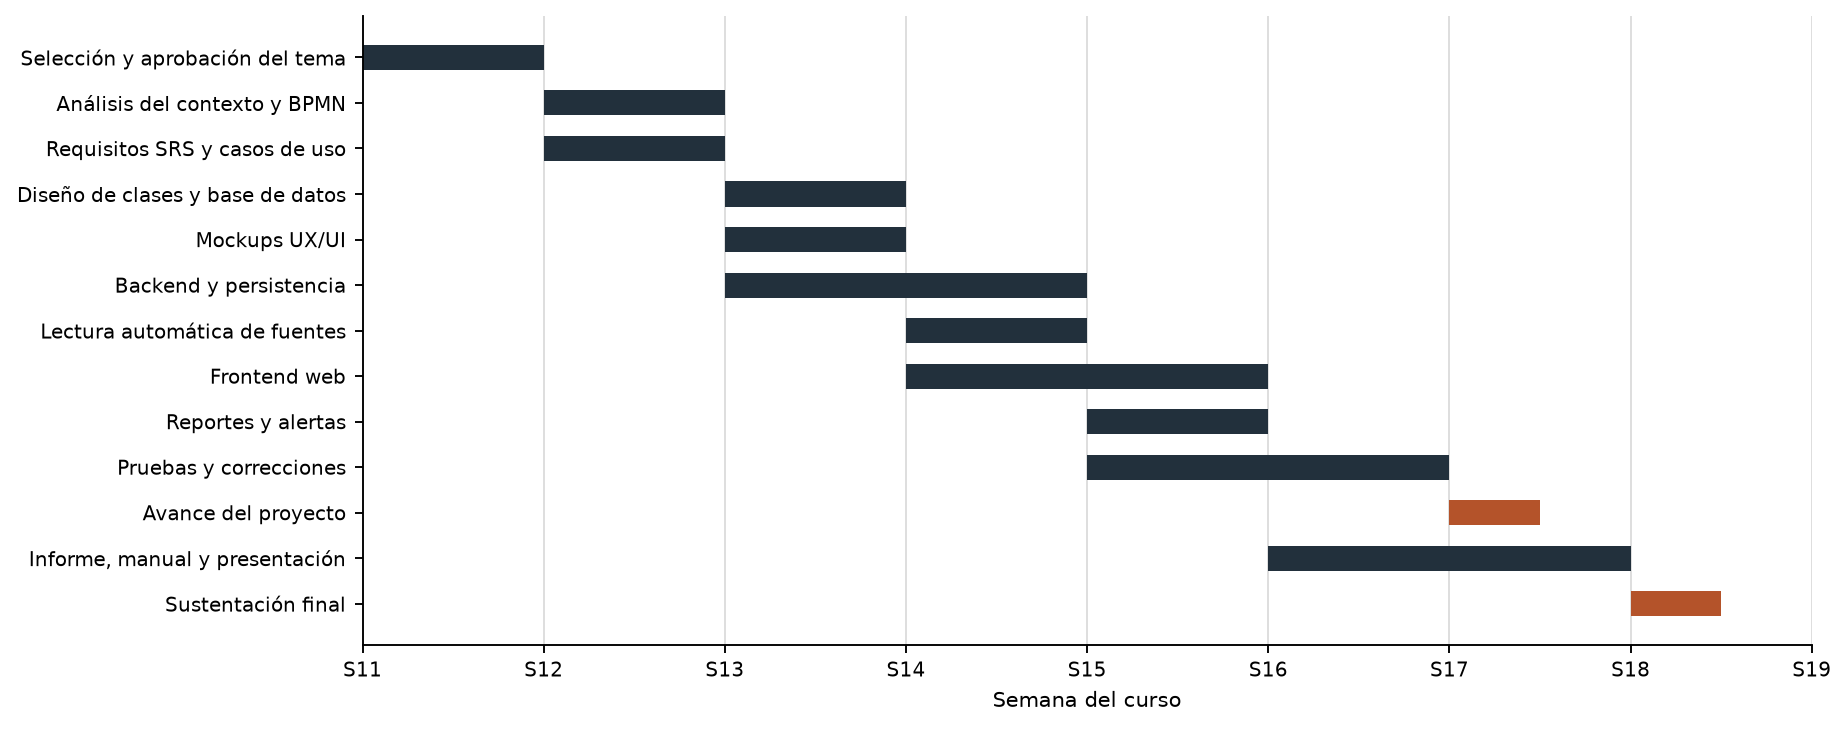 Selección y aprobación del tema
Análisis del contexto y BPMN
Requisitos SRS y casos de uso
Diseño de clases y base de datos
Mockups UX/UI
Backend y persistencia
Lectura automática de fuentes
Frontend web
Reportes y alertas
Pruebas y correcciones
Avance del proyecto
Informe, manual y presentación
Sustentación final
S11 S12 S13 S14 S15 S16 S17 S18 S19
Semana del curso